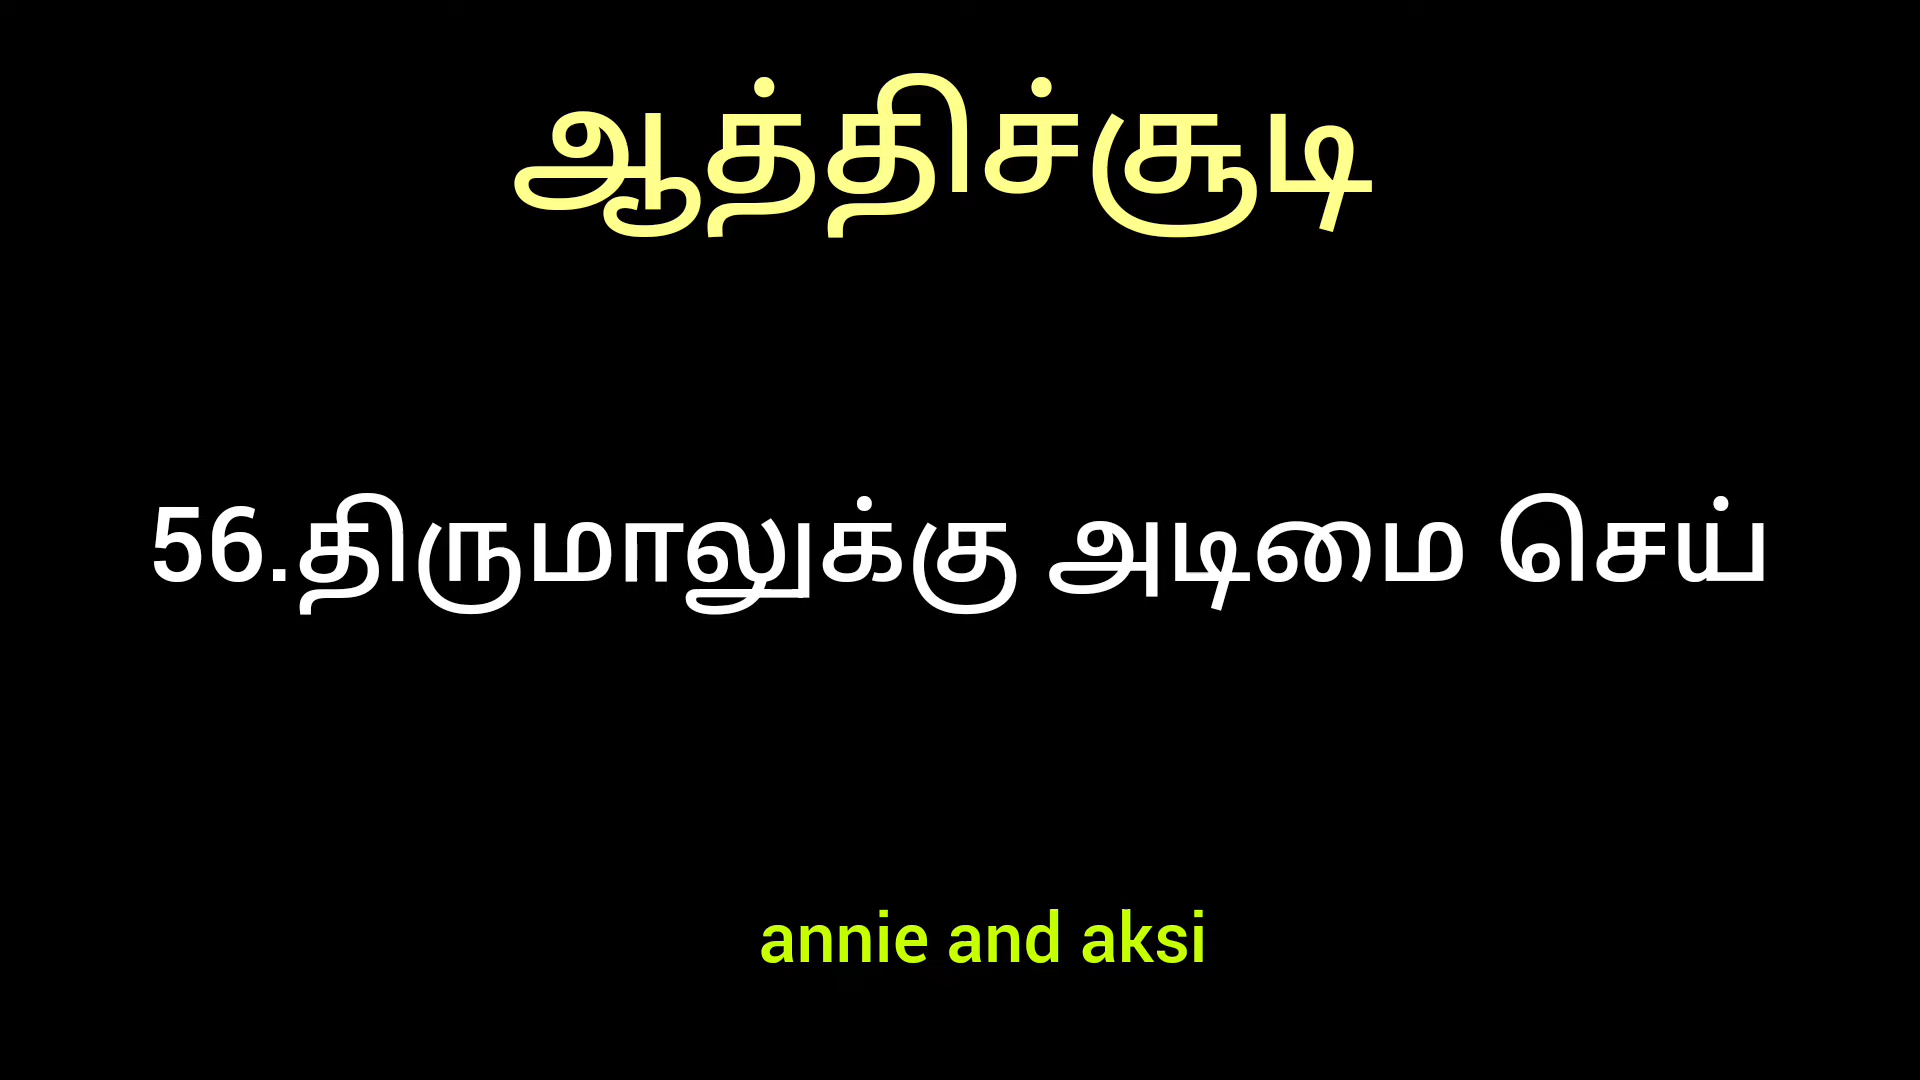 ஆத்திச்சூடி
56.திருமாலுக்கு அடிமை செய்
annie and aksi